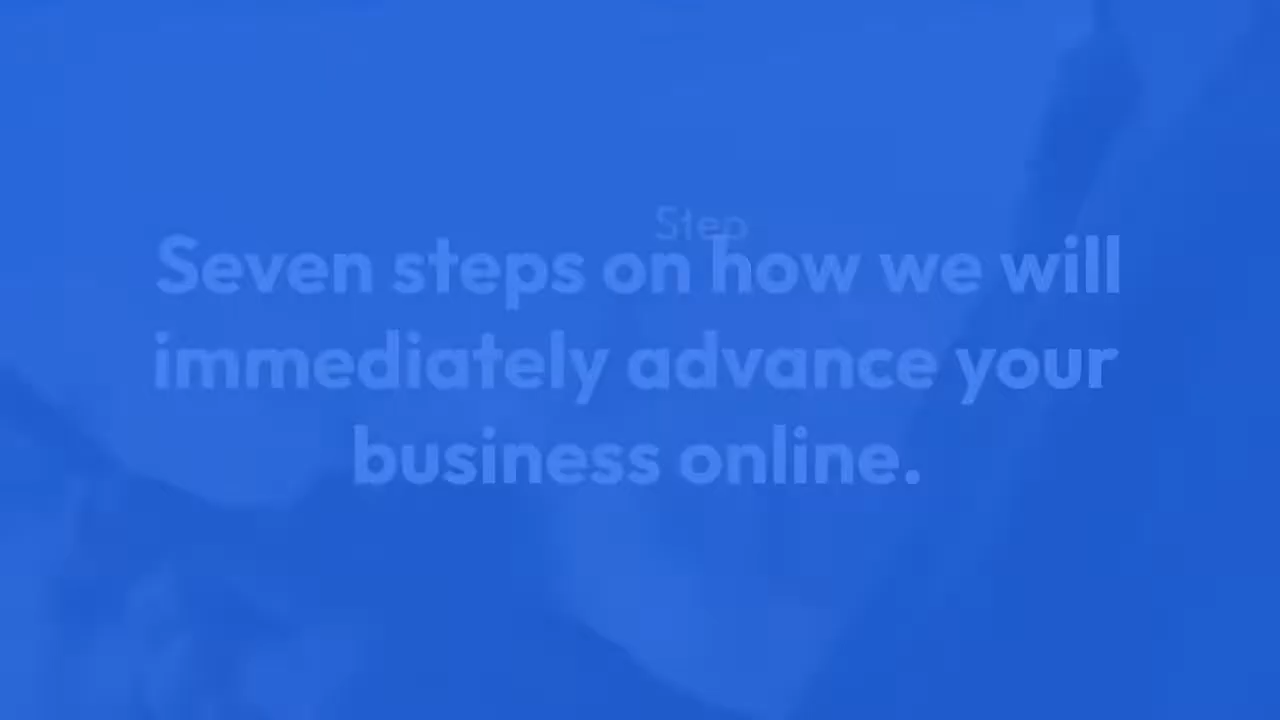 Step
Seven steps on how we will
immediately advance your
business online.